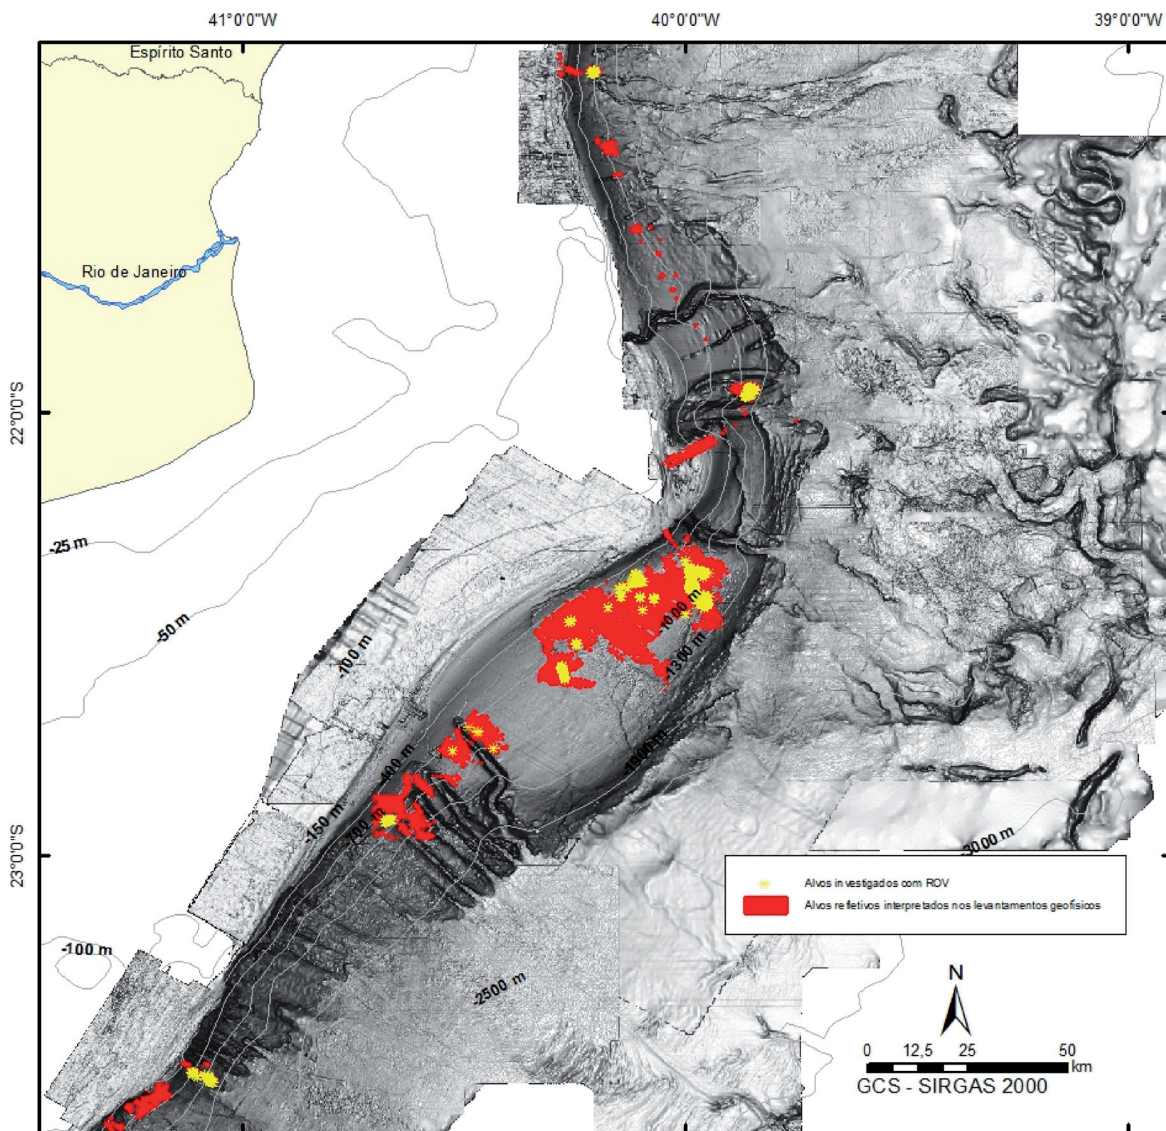 41°0'0"W
40°0'0"W
39°0'0"W
Espírito Santo
Rio de Janeiro
22°0'0"S
-25 m
-50 m
-100 m
-1000 m
-1300 m
-1900 m
-400 m
-150 m
-700 m
23°0'0"S
-3000 m
Alvos investigados com ROV
Alvos refletivos interpretados nos levantamentos geofísicos
-100 m
-2500 m
N
0 12,5 25 50
km
GCS - SIRGAS 2000